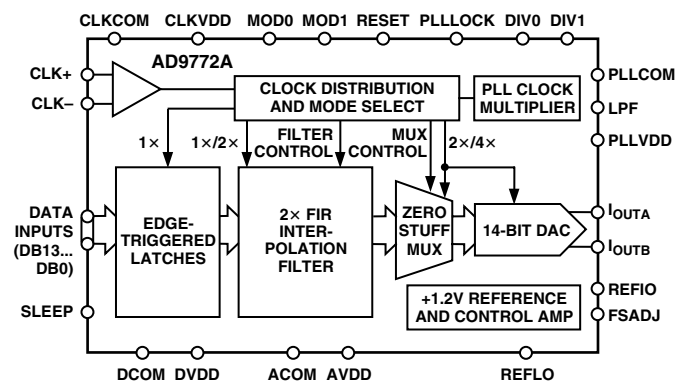 CLKCOM CLKVDD MOD0 MOD1 RESET PLLLOCK DIV0 DIV1
AD9772A
CLK+
CLK–
CLOCK DISTRIBUTION
AND MODE SELECT
PLL CLOCK
MULTIPLIER
PLLCOM
LPF
PLLVDD
1×
1×/2×
FILTER
CONTROL
MUX
CONTROL
2×/4×
DATA
INPUTS
(DB13...
DB0)
EDGE-
TRIGGERED
LATCHES
2× FIR
INTER-
POLATION
FILTER
ZERO
STUFF
MUX
14-BIT DAC
IOUTA
IOUTB
+1.2V REFERENCE
AND CONTROL AMP
REFIO
FSADJ
SLEEP
DCOM DVDD ACOM AVDD REFLO